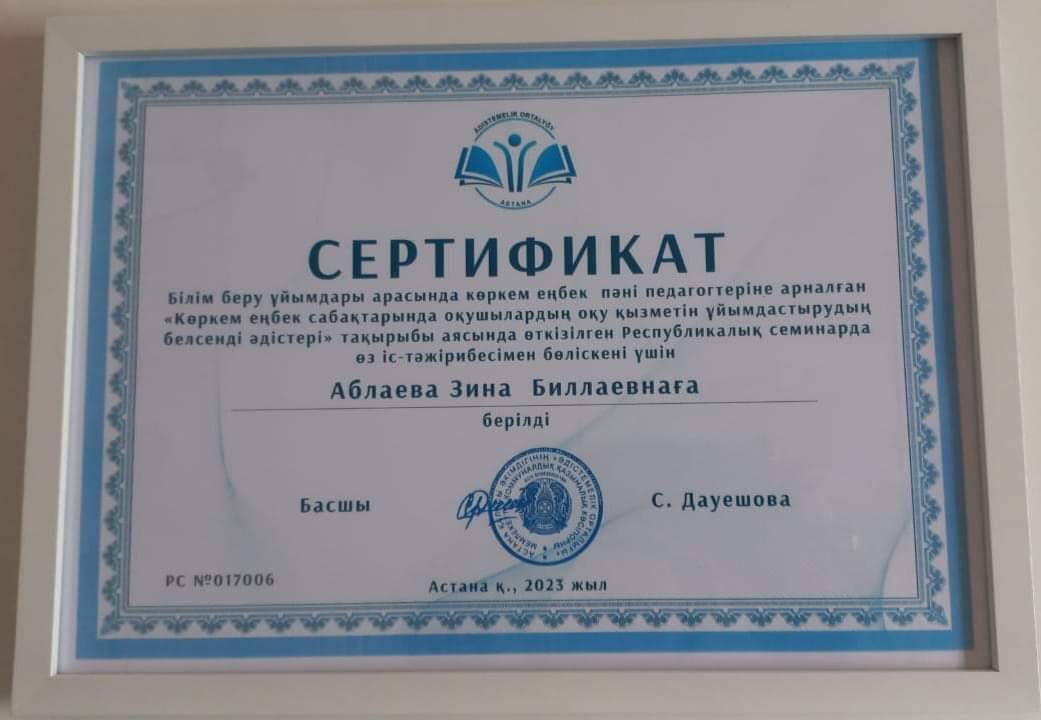 ÁDISTEMELIK ORTALYǴY
ASTANA
СЕРТИФИКАТ
Білім беру ұйымдары арасында көркем еңбек пәні педагогтеріне арналған
«Көркем еңбек сабақтарында оқушылардың оқу қызметін ұйымдастырудың
белсенді әдістері» тақырыбы аясында өткізілген Республикалық семинарда
өз іс-тәжірибесімен бөліскені үшін
Аблаева Зина Биллаевнаға
берілді
Басшы
С. Дауешова
РС №017006
Астана қ., 2023 жыл